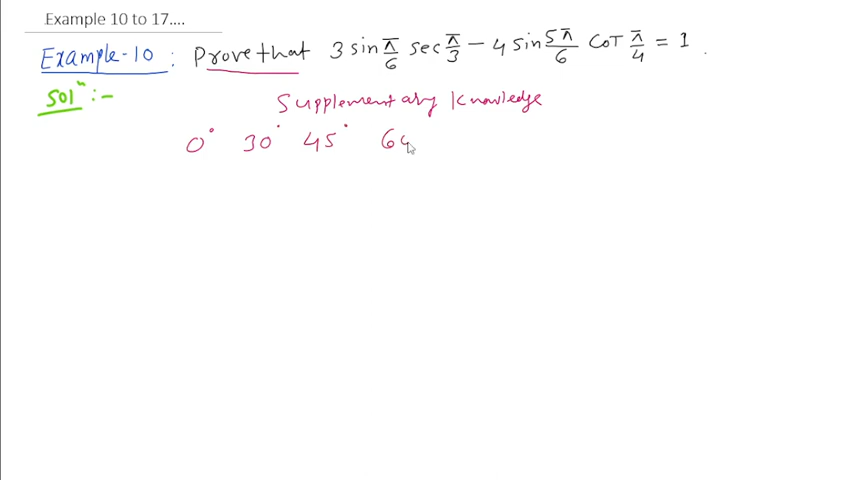 Example 10 to 17....
Example-10 : Prove that 3 sin π/6 sec π/3 − 4 sin 5π/6 cot π/4 = 1 .
Solⁿ :-
Supplementary Knowledge
0° 30° 45°